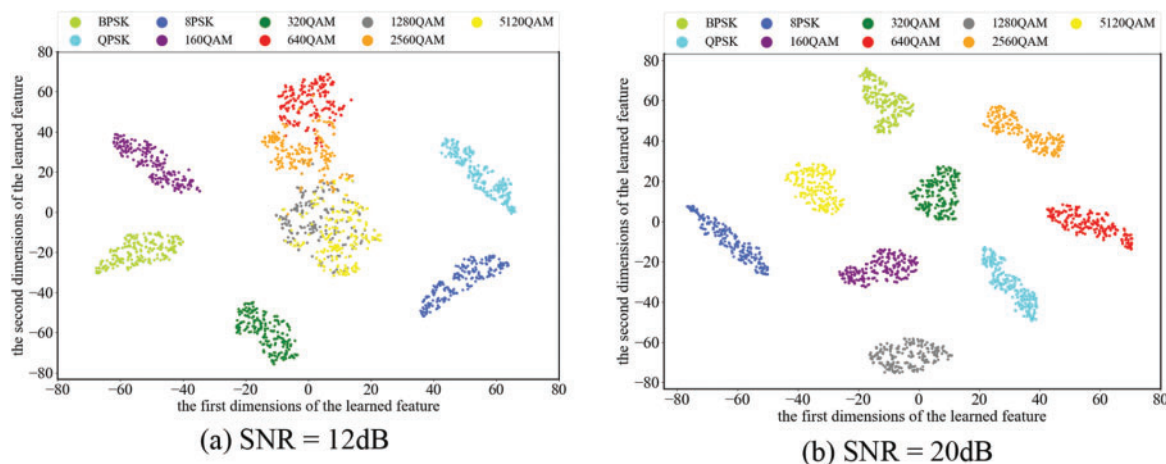 BPSK 8PSK 320QAM 1280QAM 5120QAM
QPSK 160QAM 640QAM 2560QAM
80
60
40
20
0
−20
−40
−60
−80
the second dimensions of the learned feature
−80 −60 −40 −20 0 20 40 60 80
the first dimensions of the learned feature
(a) SNR = 12dB
BPSK 8PSK 320QAM 1280QAM 5120QAM
QPSK 160QAM 640QAM 2560QAM
80
60
40
20
0
−20
−40
−60
−80
the second dimensions of the learned feature
−80 −60 −40 −20 0 20 40 60 80
the first dimensions of the learned feature
(b) SNR = 20dB